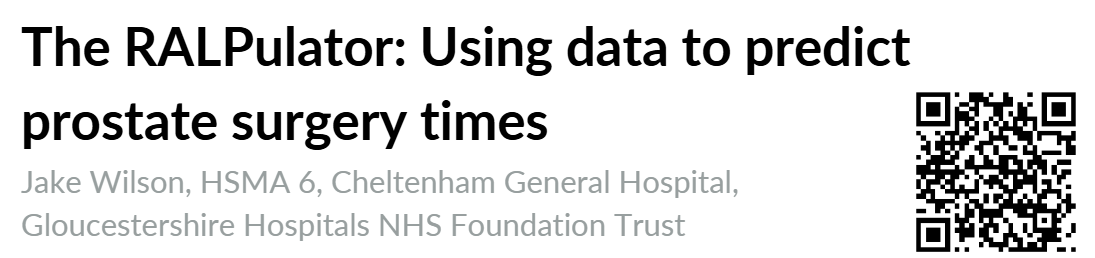 The RALPulator: Using data to predict
prostate surgery times
Jake Wilson, HSMA 6, Cheltenham General Hospital,
Gloucestershire Hospitals NHS Foundation Trust